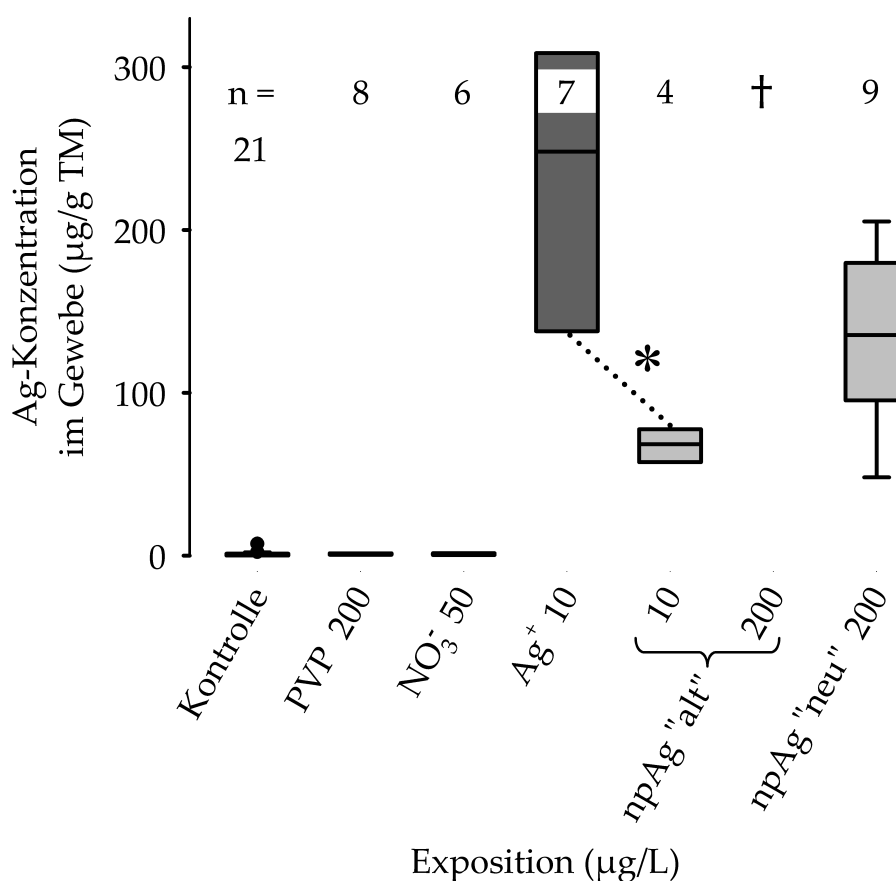 Ag-Konzentration
im Gewebe (µg/g TM)
300
200
100
0
n = 8 6 7 4 † 9
21
*
Kontrolle
PVP 200
NO₃⁻ 50
Ag⁺ 10
10
200
npAg "alt"
npAg "neu" 200
Exposition (µg/L)